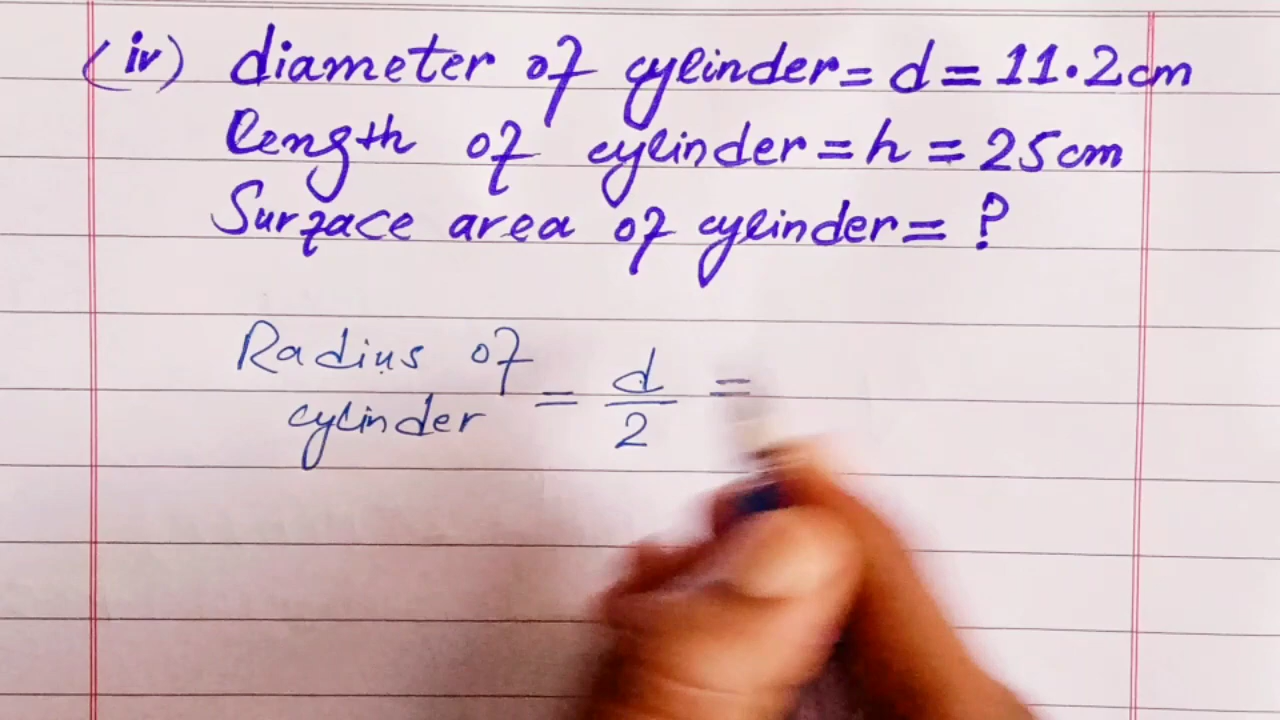 (iv) diameter of cylinder = d = 11.2cm
length of cylinder = h = 25cm
Surface area of cylinder = ?
Radius of
cylinder = d/2 =